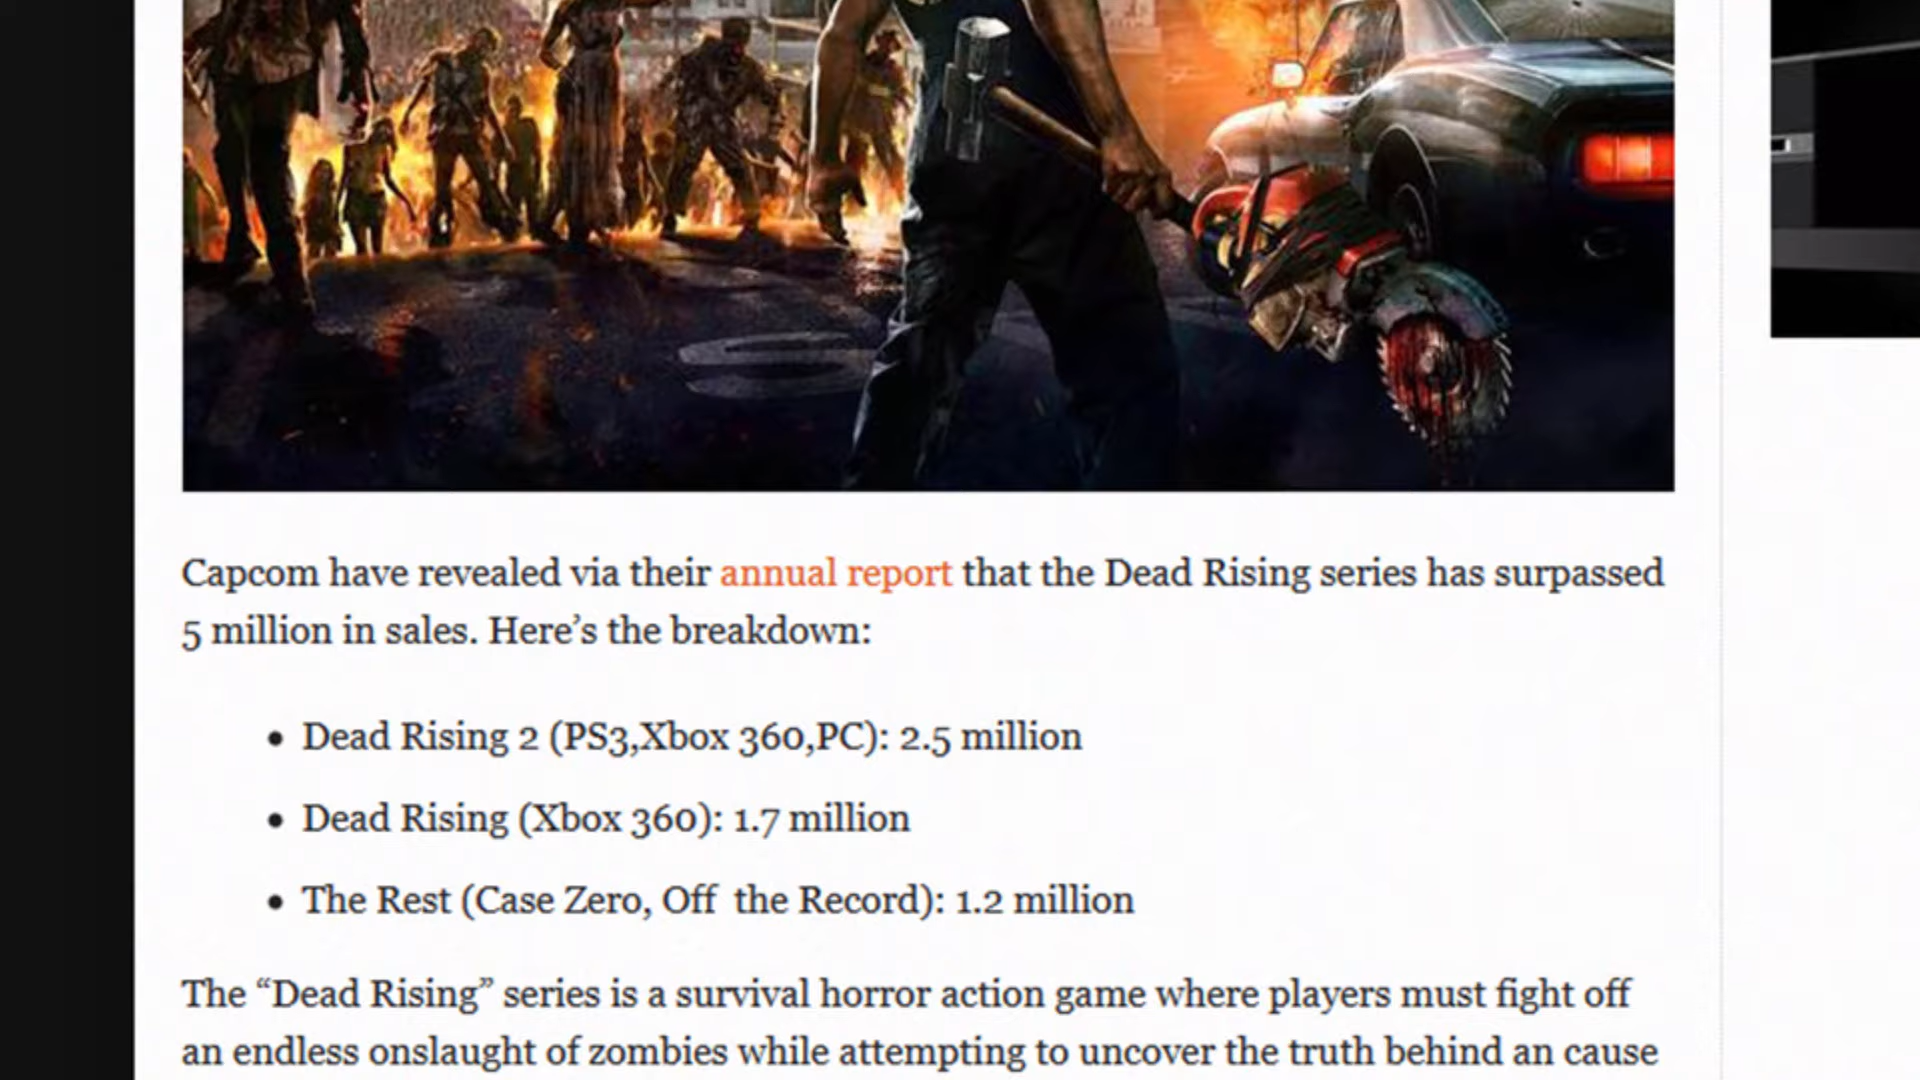 Capcom have revealed via their annual report that the Dead Rising series has surpassed
5 million in sales. Here’s the breakdown:
• Dead Rising 2 (PS3,Xbox 360,PC): 2.5 million
• Dead Rising (Xbox 360): 1.7 million
• The Rest (Case Zero, Off the Record): 1.2 million
The “Dead Rising” series is a survival horror action game where players must fight off
an endless onslaught of zombies while attempting to uncover the truth behind an cause